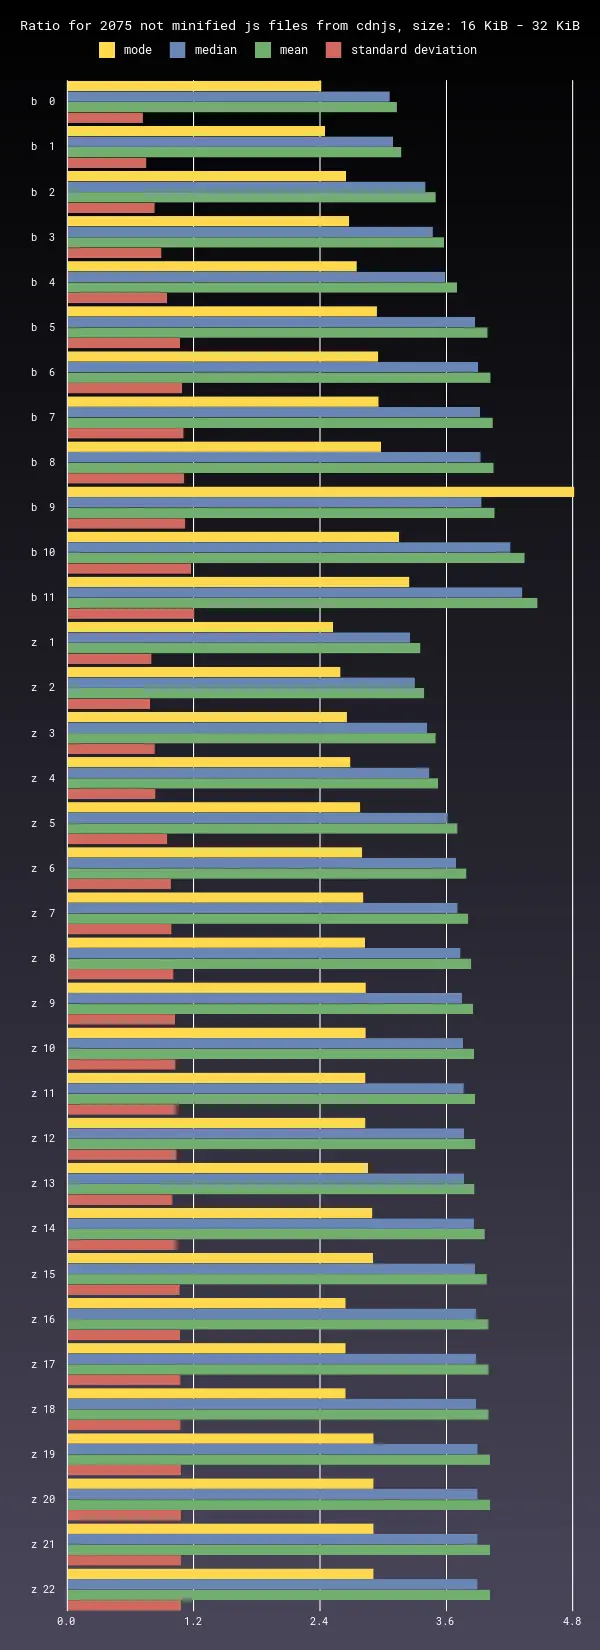 Ratio for 2075 not minified js files from cdnjs, size: 16 KiB - 32 KiB
mode median mean standard deviation
b 0
b 1
b 2
b 3
b 4
b 5
b 6
b 7
b 8
b 9
b 10
b 11
z 1
z 2
z 3
z 4
z 5
z 6
z 7
z 8
z 9
z 10
z 11
z 12
z 13
z 14
z 15
z 16
z 17
z 18
z 19
z 20
z 21
z 22
0.0 1.2 2.4 3.6 4.8